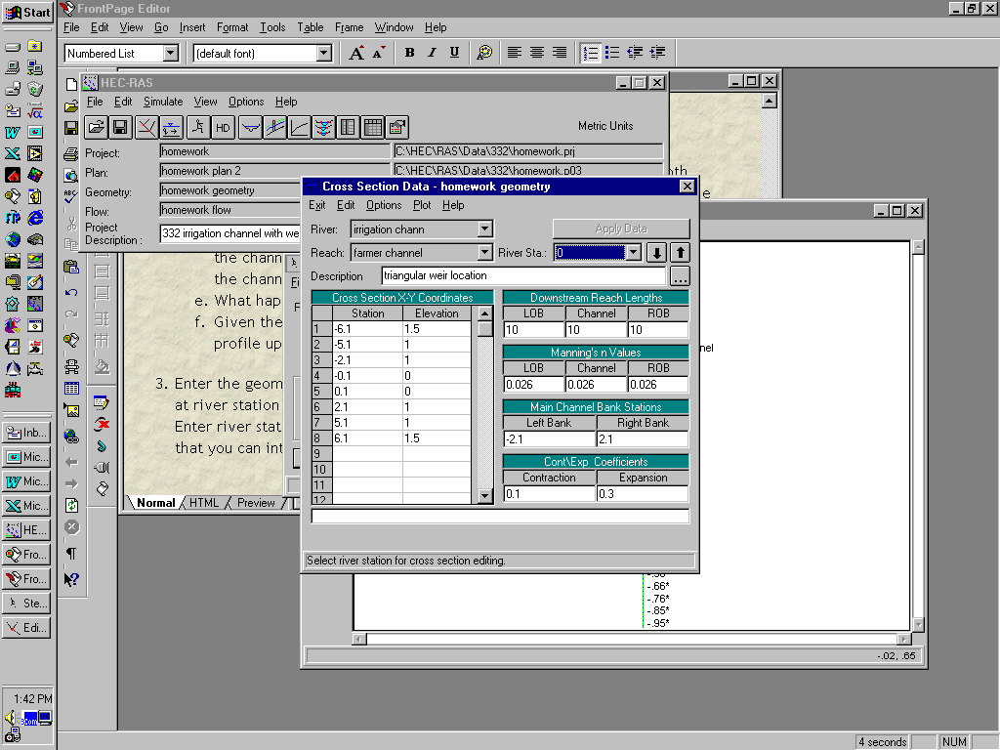 Start
FrontPage Editor
File Edit View Go Insert Format Tools Table Frame Window Help
Numbered List (default font) A A B I U
HEC-RAS
File Edit Simulate View Options Help
HD
Metric Units
Project: homework C:\HEC\RAS\Data\332\homework.prj
Plan: homework plan 2 C:\HEC\RAS\Data\332\homework.p03
Geometry: homework geometry
Flow: homework flow
Project
Description : 332 irrigation channel with we
the chann
the chann
e. What hap
f. Given the
profile up
3. Enter the geom
at river station
Enter river stat
that you can int
Normal HTML Preview
Cross Section Data - homework geometry
Exit Edit Options Plot Help
River: irrigation chann Apply Data
Reach: farmer channel River Sta.: 0
Description triangular weir location ...
Cross Section X-Y Coordinates
Station Elevation
1 -6.1 1.5
2 -5.1 1
3 -2.1 1
4 -0.1 0
5 0.1 0
6 2.1 1
7 5.1 1
8 6.1 1.5
9
10
11
12
Downstream Reach Lengths
LOB Channel ROB
10 10 10
Manning's n Values
LOB Channel ROB
0.026 0.026 0.026
Main Channel Bank Stations
Left Bank Right Bank
-2.1 2.1
Cont\Exp Coefficients
Contraction Expansion
0.1 0.3
Select river station for cross section editing.
nel
-.66*
-.76*
-.85*
-.95*
-.02, .65
Inb...
Mic...
Mic...
Mic...
HE...
Fro...
Fro...
Ste...
Edi...
1:42 PM
4 seconds NUM